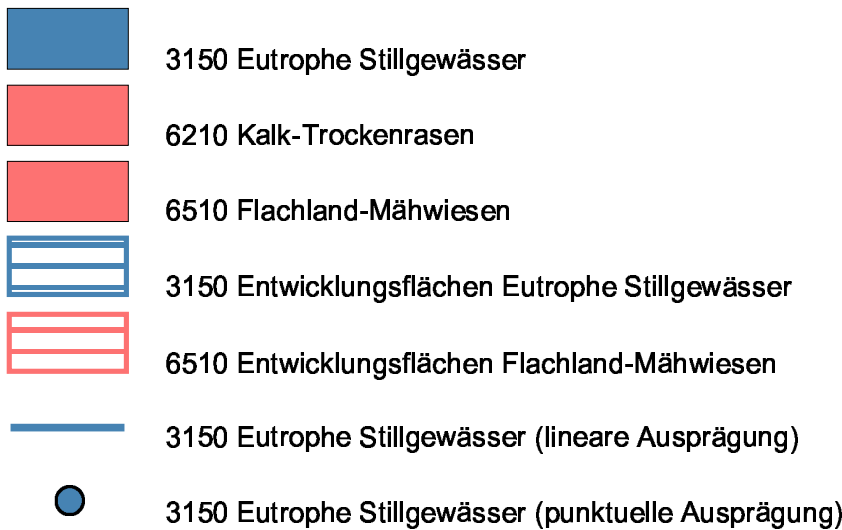 3150 Eutrophe Stillgewässer
6210 Kalk-Trockenrasen
6510 Flachland-Mähwiesen
3150 Entwicklungsflächen Eutrophe Stillgewässer
6510 Entwicklungsflächen Flachland-Mähwiesen
3150 Eutrophe Stillgewässer (lineare Ausprägung)
3150 Eutrophe Stillgewässer (punktuelle Ausprägung)